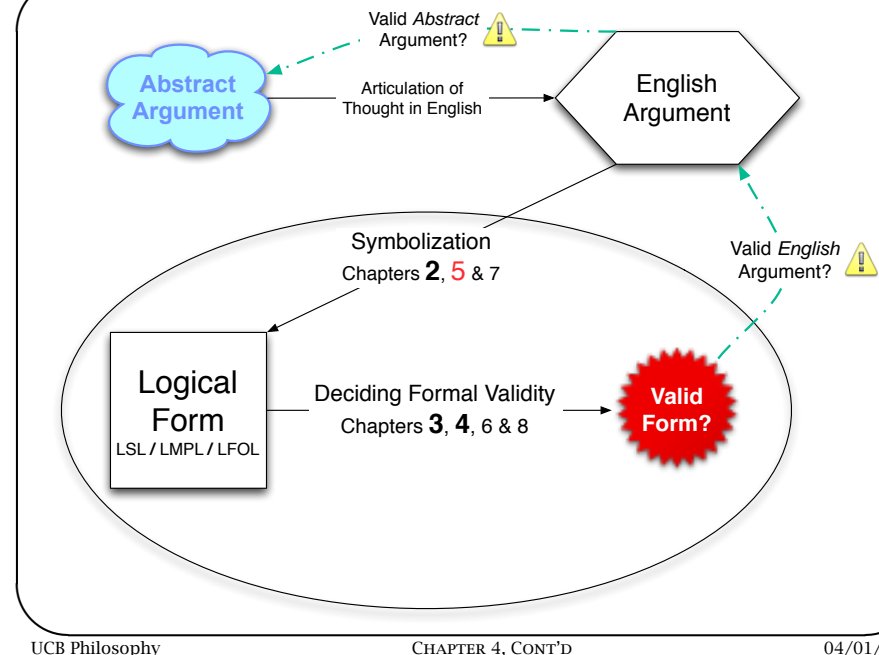 Valid Abstract
Argument?
Abstract
Argument
Articulation of
Thought in English
English
Argument
Symbolization
Chapters 2, 5 & 7
Valid English
Argument?
Logical
Form
LSL / LMPL / LFOL
Deciding Formal Validity
Chapters 3, 4, 6 & 8
Valid
Form?
UCB Philosophy
CHAPTER 4, CONT'D
04/01/